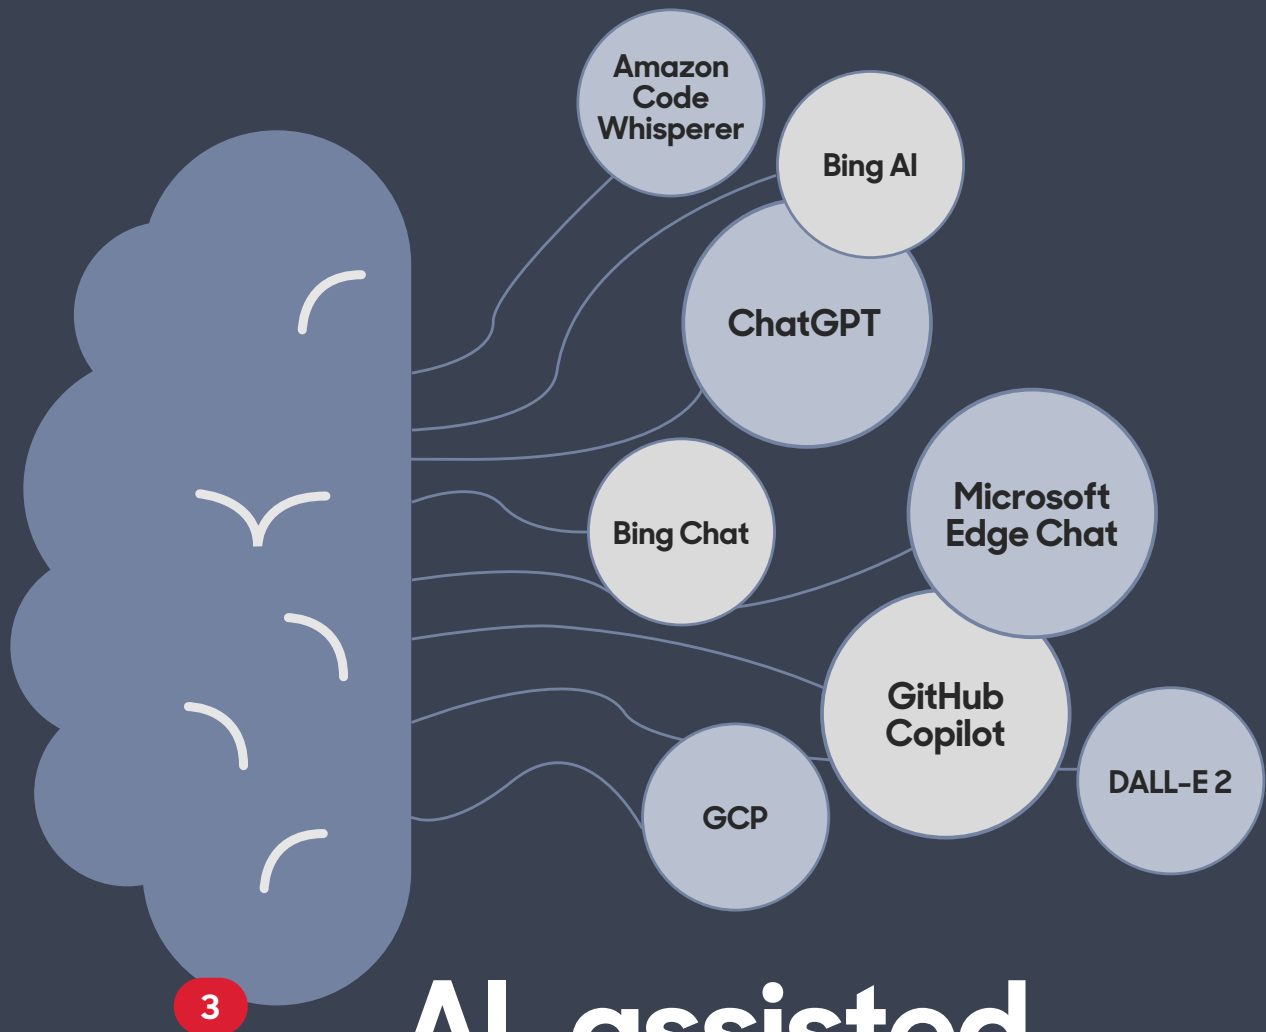 Amazon
Code
Whisperer
Bing AI
ChatGPT
Bing Chat
Microsoft
Edge Chat
GitHub
Copilot
DALL-E 2
GCP
3
AI assisted